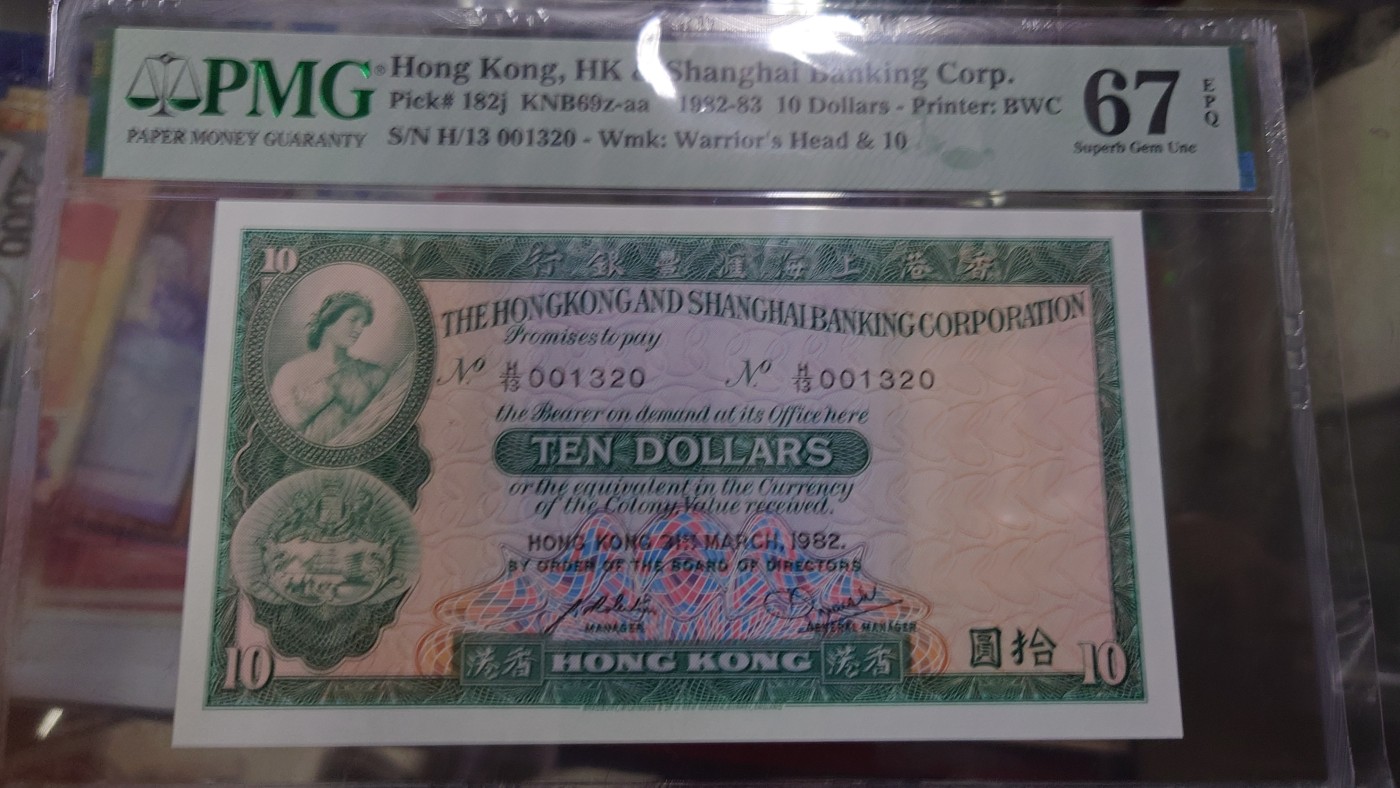 PMG® Hong Kong, HK & Shanghai Banking Corp.
Pick# 182j KNB69z-aa 1982-83 10 Dollars - Printer: BWC
PAPER MONEY GUARANTY
S/N H/13 001320 - Wmk: Warrior's Head & 10
67 EPQ
Superb Gem Unc
10
行銀豐滙海上港香
THE HONGKONG AND SHANGHAI BANKING CORPORATION
Promises to pay
Nº H/13 001320 Nº H/13 001320
the Bearer on demand at its Office here
TEN DOLLARS
or the equivalent in the Currency
of the Colony Value received.
HONG KONG 31ST MARCH, 1982.
BY ORDER OF THE BOARD OF DIRECTORS
MANAGER GENERAL MANAGER
10 港香 HONG KONG 港香 圓拾 10